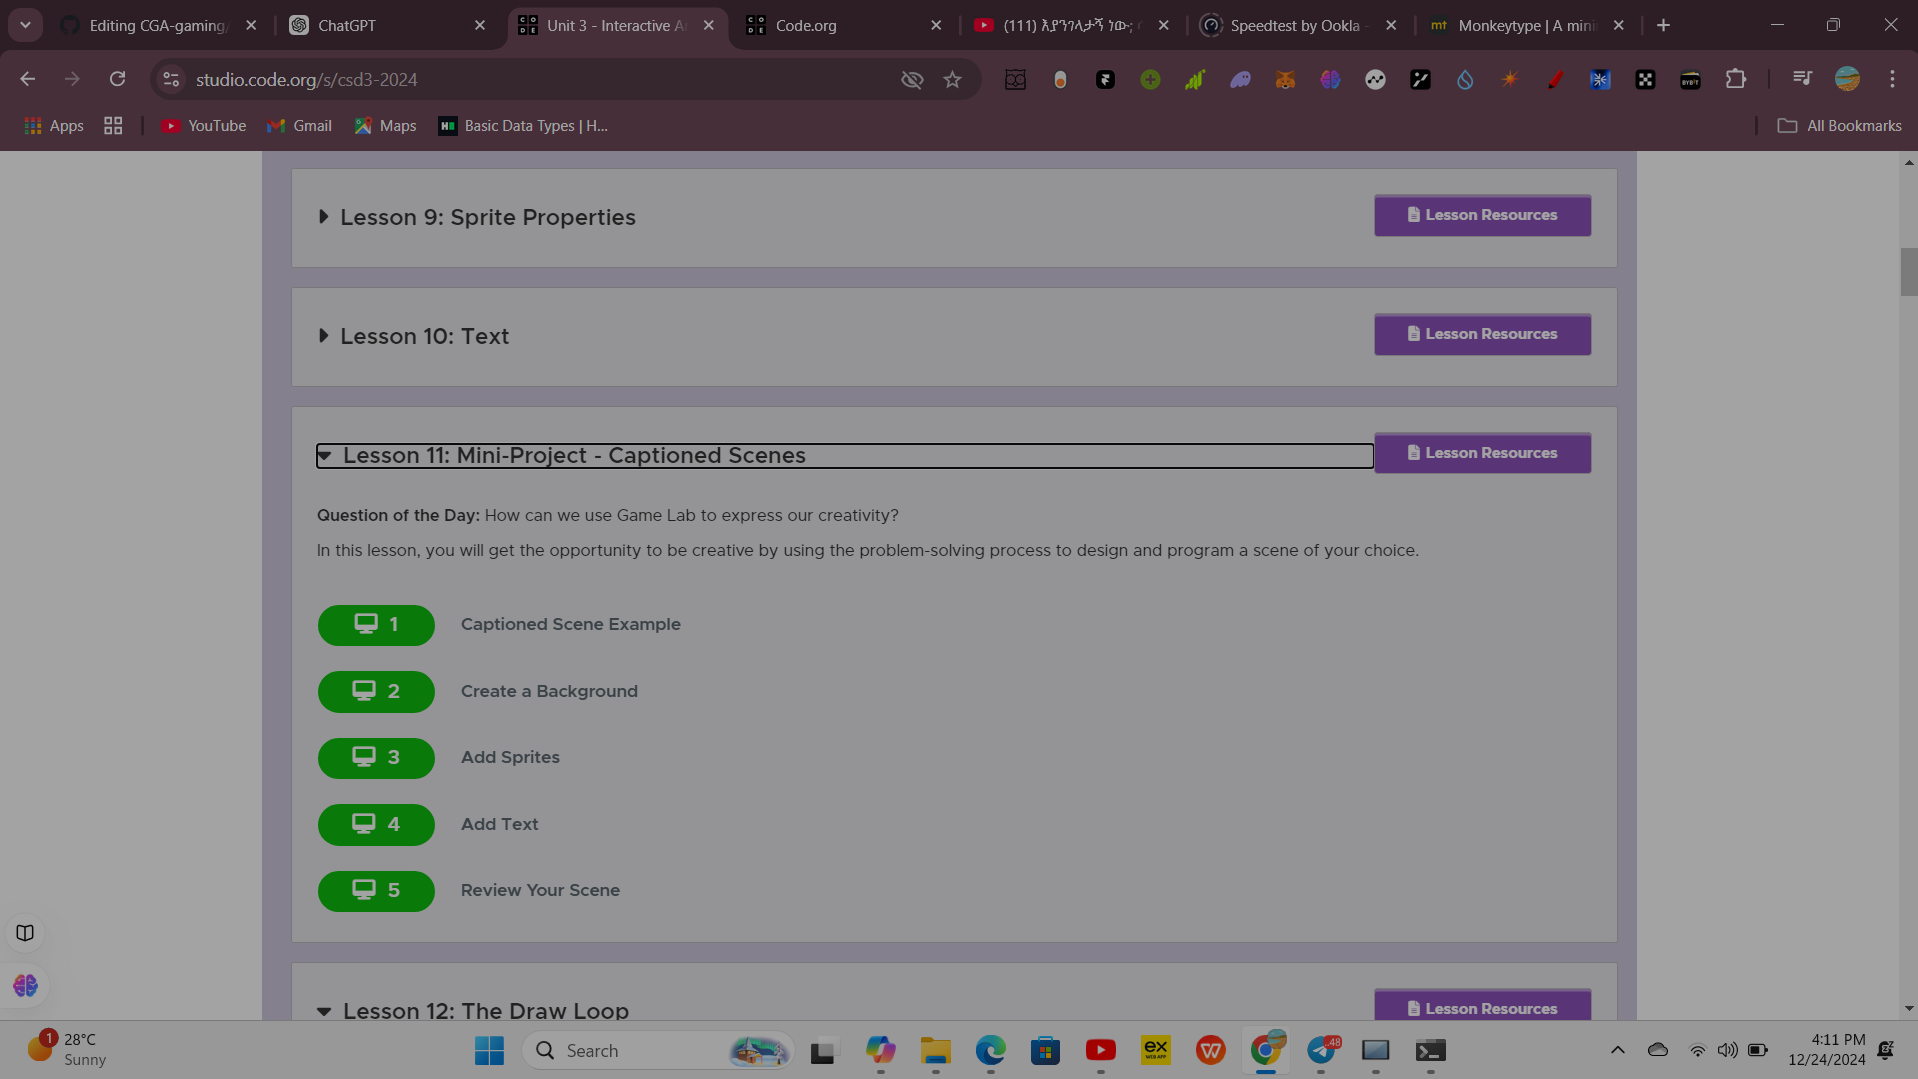 Editing CGA-gaming/
ChatGPT
Unit 3 - Interactive A
Code.org
(111) እያንገላታኝ ነው;
Speedtest by Ookla -
mt Monkeytype | A mini
studio.code.org/s/csd3-2024
BYBIT
Apps
YouTube
Gmail
Maps
Basic Data Types | H...
All Bookmarks
Lesson 9: Sprite Properties
Lesson Resources
Lesson 10: Text
Lesson Resources
Lesson 11: Mini-Project - Captioned Scenes
Lesson Resources
Question of the Day: How can we use Game Lab to express our creativity?
In this lesson, you will get the opportunity to be creative by using the problem-solving process to design and program a scene of your choice.
1 Captioned Scene Example
2 Create a Background
3 Add Sprites
4 Add Text
5 Review Your Scene
Lesson 12: The Draw Loop
Lesson Resources
1
28°C
Sunny
Search
ex
WEB APP
48
4:11 PM
12/24/2024